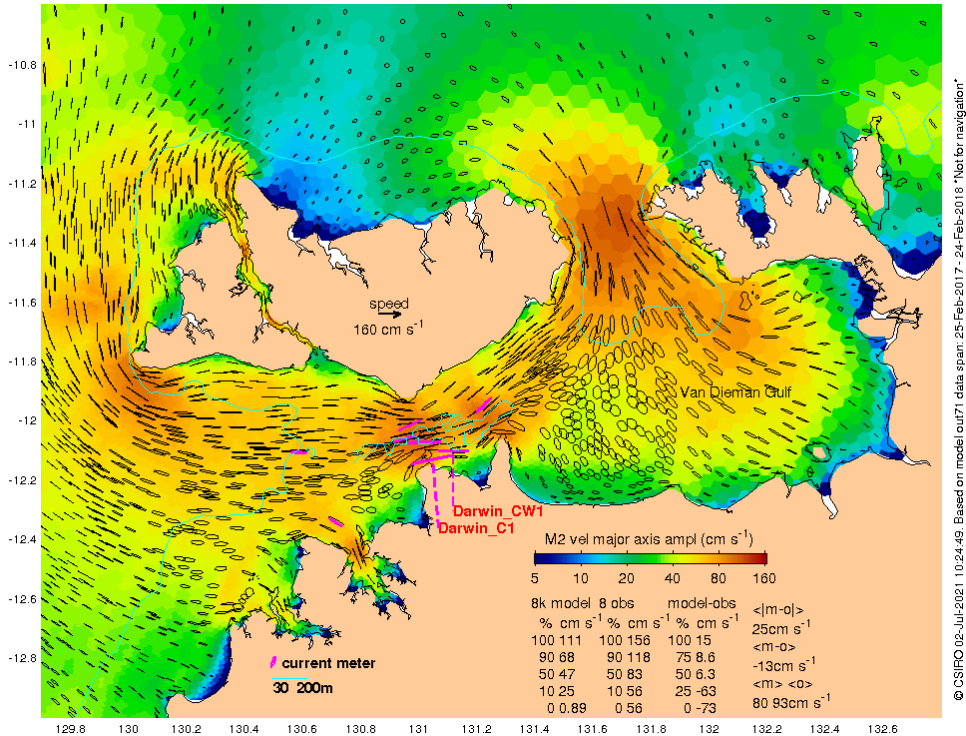 -10.8
-11
-11.2
-11.4
-11.6
-11.8
-12
-12.2
-12.4
-12.6
-12.8
129.8 130 130.2 130.4 130.6 130.8 131 131.2 131.4 131.6 131.8 132 132.2 132.4 132.6
speed
160 cm s-1
Van Dieman Gulf
Darwin_CW1
Darwin_C1
M2 vel major axis ampl (cm s-1)
5 10 20 40 80 160
8k model 8 obs model-obs
% cm s-1 % cm s-1 % cm s-1
100 111 100 156 100 15
90 68 90 118 75 8.6
50 47 50 83 50 6.3
10 25 10 56 25 -63
0 0.89 0 56 0 -73
<|m-o|>
25cm s-1
<m-o>
-13cm s-1
<m> <o>
80 93cm s-1
current meter
30 200m
© CSIRO 02-Jul-2021 10:24:49. Based on model out71 data span: 25-Feb-2017 - 24-Feb-2018 *Not for navigation*